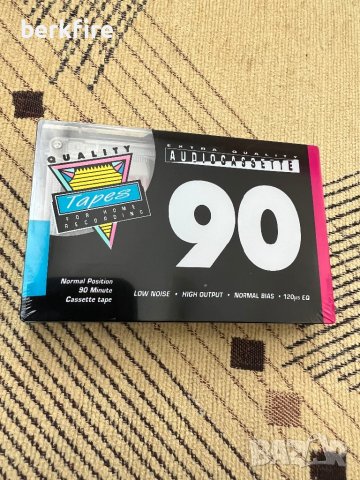 berkfire
QUALITY
Tapes
FOR HOME
RECORDING
EXTRA QUALITY
AUDIOCASSETTE
90
Normal Position
90 Minute
Cassette tape
LOW NOISE • HIGH OUTPUT • NORMAL BIAS • 120µs EQ
BAZAR